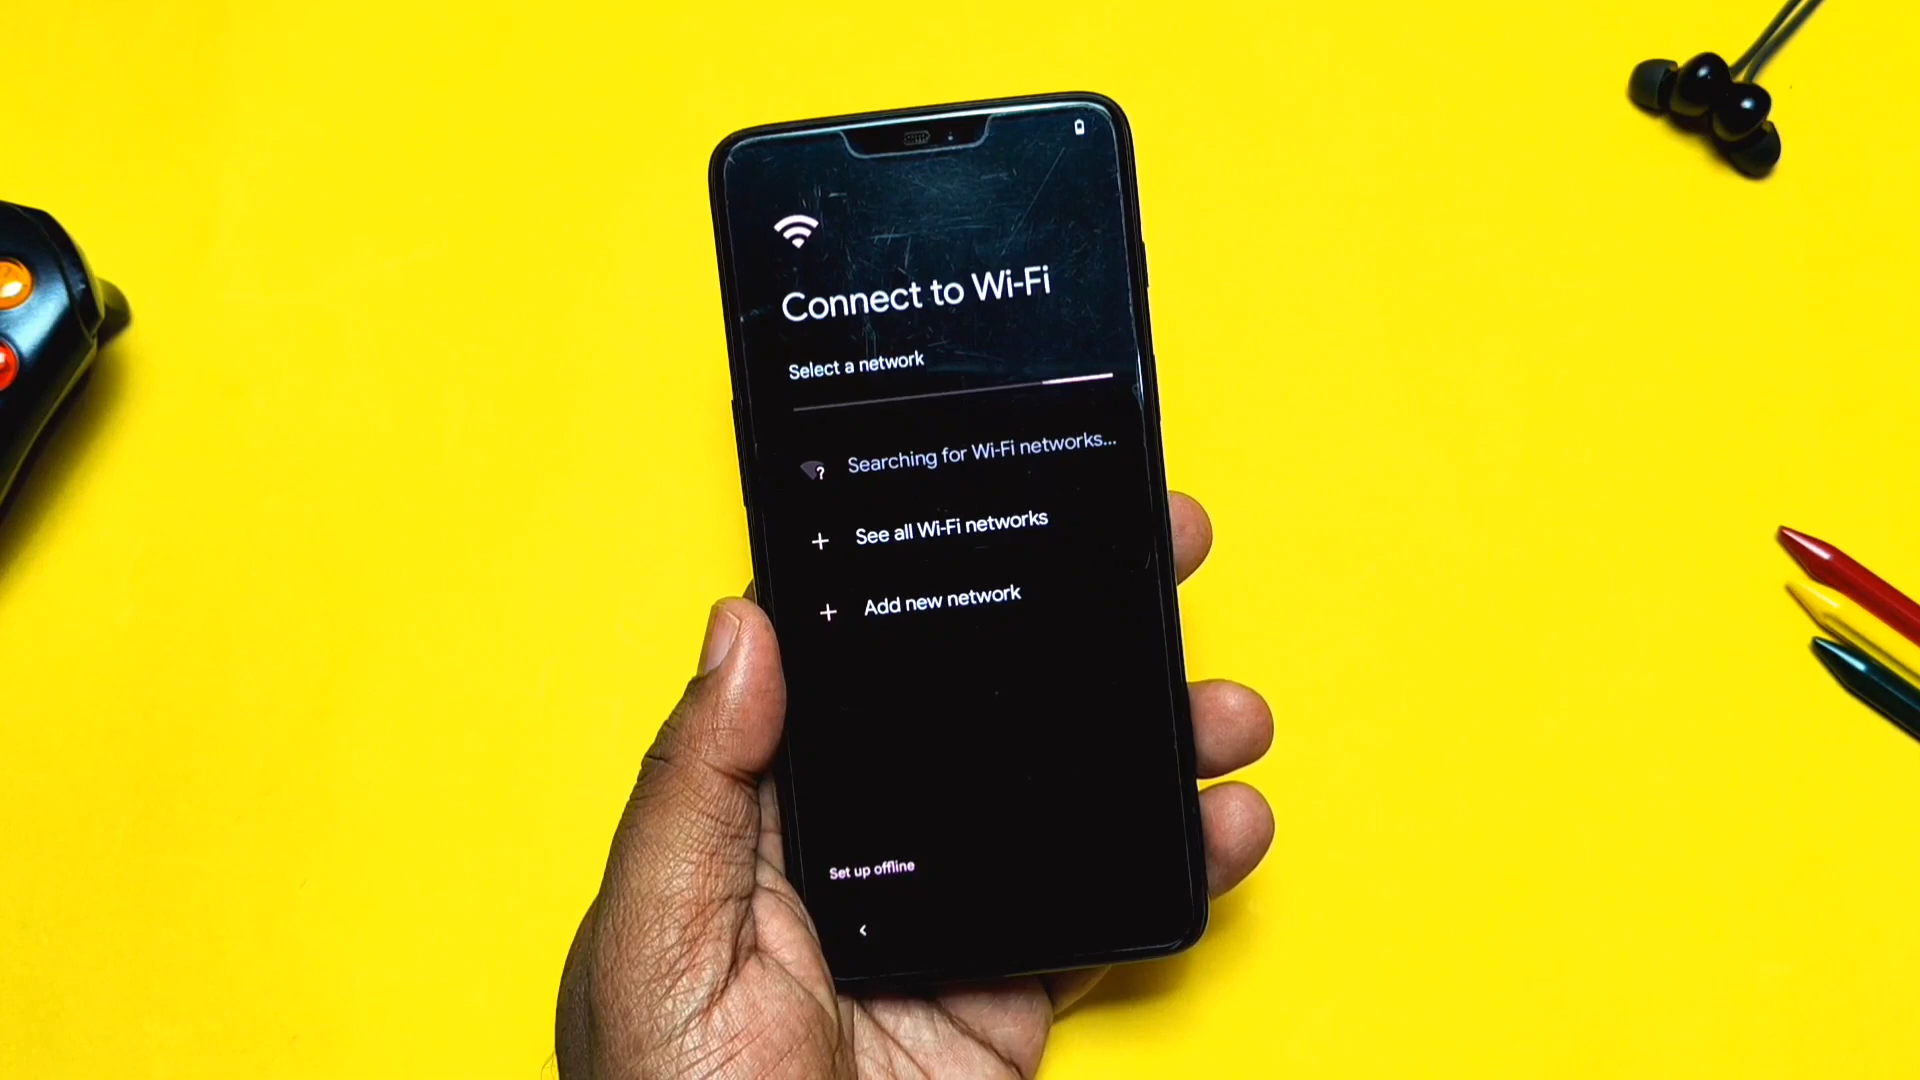 Connect to Wi-Fi
Select a network
Searching for Wi-Fi networks...
See all Wi-Fi networks
Add new network
Set up offline